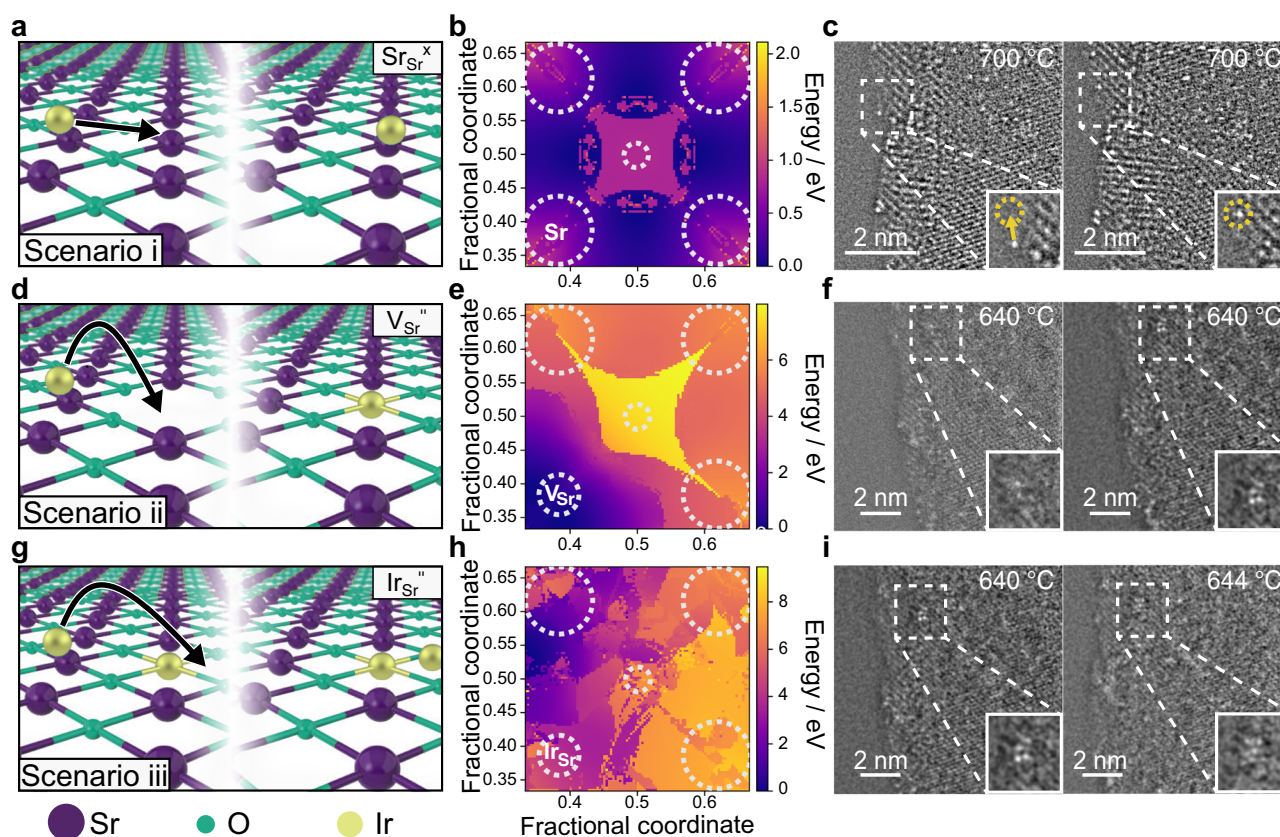 a
Sr_Sr^x
Scenario i
b
Fractional coordinate
0.65
0.60
0.55
0.50
0.45
0.40
0.35
Sr
0.4 0.5 0.6
2.0
1.5
1.0
0.5
0.0
Energy / eV
c
700 °C
2 nm
700 °C
2 nm
d
V_Sr''
Scenario ii
e
Fractional coordinate
0.65
0.60
0.55
0.50
0.45
0.40
0.35
V_Sr
0.4 0.5 0.6
6
4
2
0
Energy / eV
f
640 °C
2 nm
640 °C
2 nm
g
Ir_Sr''
Scenario iii
h
Fractional coordinate
0.65
0.60
0.55
0.50
0.45
0.40
0.35
Ir_Sr
0.4 0.5 0.6
Fractional coordinate
8
6
4
2
0
Energy / eV
i
640 °C
2 nm
644 °C
2 nm
Sr O Ir